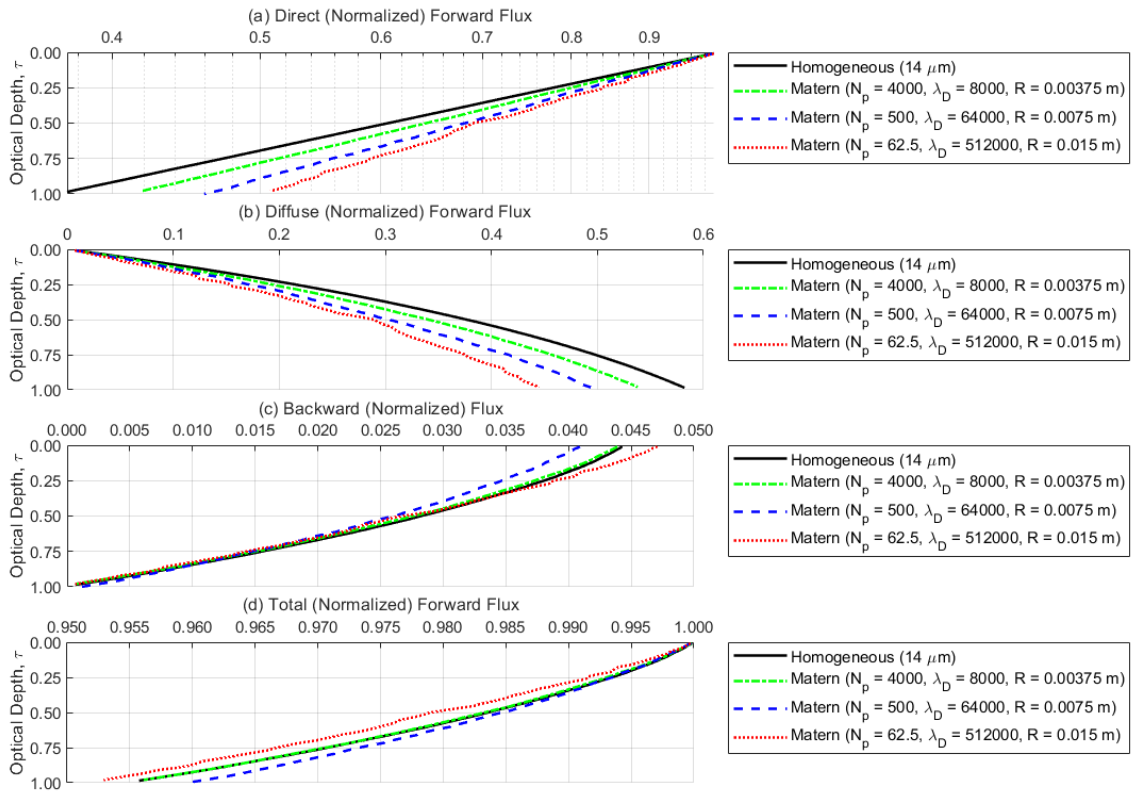 (a) Direct (Normalized) Forward Flux
0.4 0.5 0.6 0.7 0.8 0.9
0.00
0.25
0.50
0.75
1.00
Optical Depth, τ
Homogeneous (14 μm)
Matern (N_p = 4000, λ_D = 8000, R = 0.00375 m)
Matern (N_p = 500, λ_D = 64000, R = 0.0075 m)
Matern (N_p = 62.5, λ_D = 512000, R = 0.015 m)
(b) Diffuse (Normalized) Forward Flux
0 0.1 0.2 0.3 0.4 0.5 0.6
0.00
0.25
0.50
0.75
1.00
Optical Depth, τ
Homogeneous (14 μm)
Matern (N_p = 4000, λ_D = 8000, R = 0.00375 m)
Matern (N_p = 500, λ_D = 64000, R = 0.0075 m)
Matern (N_p = 62.5, λ_D = 512000, R = 0.015 m)
(c) Backward (Normalized) Flux
0.000 0.005 0.010 0.015 0.020 0.025 0.030 0.035 0.040 0.045 0.050
0.00
0.25
0.50
0.75
1.00
Optical Depth, τ
Homogeneous (14 μm)
Matern (N_p = 4000, λ_D = 8000, R = 0.00375 m)
Matern (N_p = 500, λ_D = 64000, R = 0.0075 m)
Matern (N_p = 62.5, λ_D = 512000, R = 0.015 m)
(d) Total (Normalized) Forward Flux
0.950 0.955 0.960 0.965 0.970 0.975 0.980 0.985 0.990 0.995 1.000
0.00
0.25
0.50
0.75
1.00
Optical Depth, τ
Homogeneous (14 μm)
Matern (N_p = 4000, λ_D = 8000, R = 0.00375 m)
Matern (N_p = 500, λ_D = 64000, R = 0.0075 m)
Matern (N_p = 62.5, λ_D = 512000, R = 0.015 m)